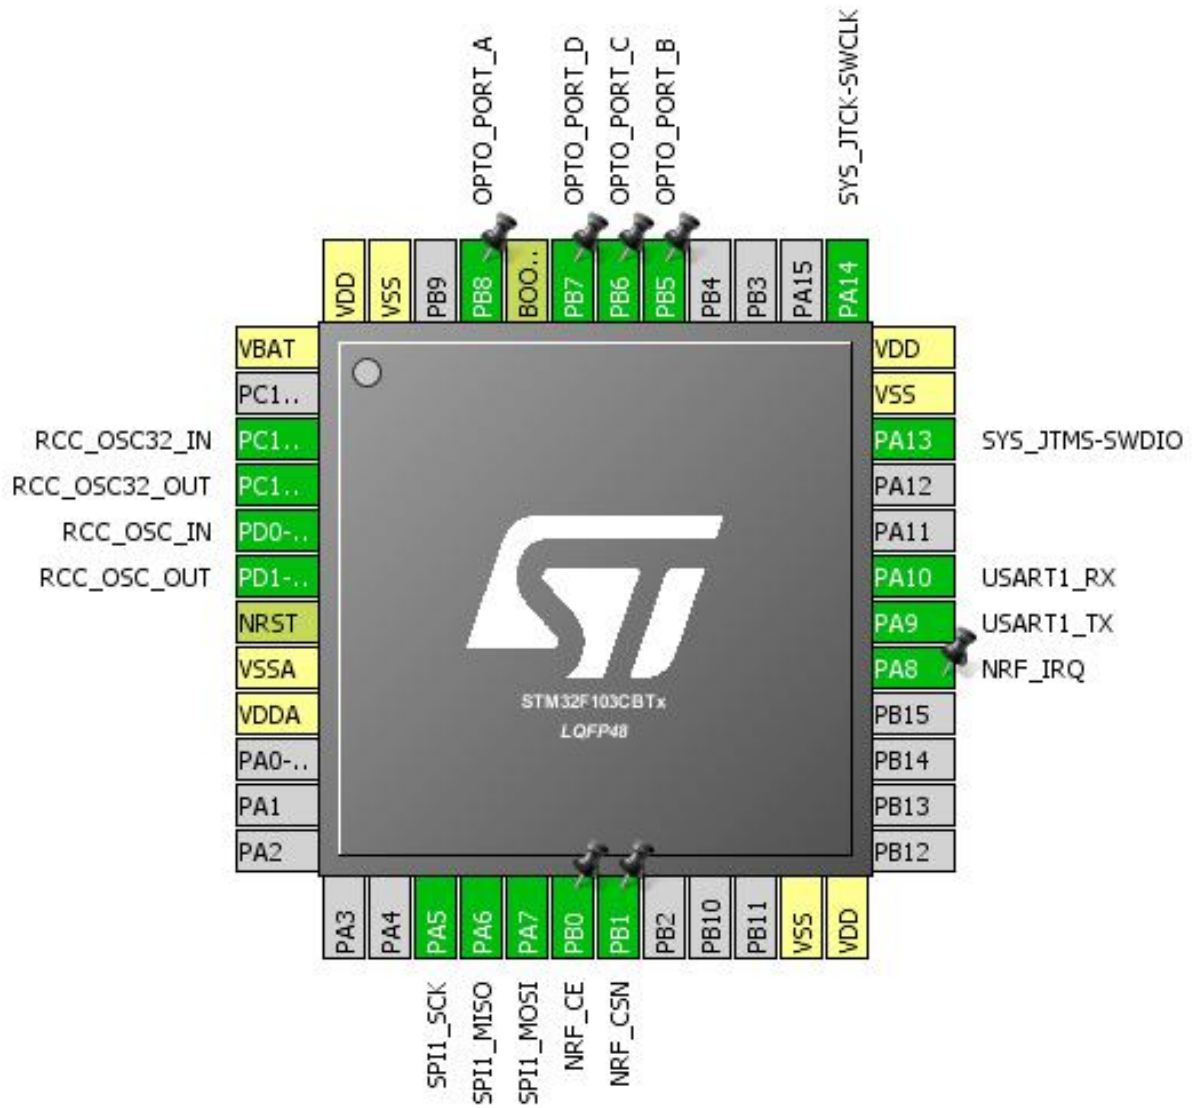 OPTO_PORT_A
OPTO_PORT_D
OPTO_PORT_C
OPTO_PORT_B
SYS_JTCK-SWCLK
VDD
VSS
PB9
PB8
BOO..
PB7
PB6
PB5
PB4
PB3
PA15
PA14
VBAT
PC1..
RCC_OSC32_IN PC1..
RCC_OSC32_OUT PC1..
RCC_OSC_IN PD0-..
RCC_OSC_OUT PD1-..
NRST
VSSA
VDDA
PA0-..
PA1
PA2
ST
STM32F103CBTx
LQFP48
VDD
VSS
PA13 SYS_JTMS-SWDIO
PA12
PA11
PA10 USART1_RX
PA9 USART1_TX
PA8 NRF_IRQ
PB15
PB14
PB13
PB12
PA3
PA4
PA5
PA6
PA7
PB0
PB1
PB2
PB10
PB11
VSS
VDD
SPI1_SCK
SPI1_MISO
SPI1_MOSI
NRF_CE
NRF_CSN